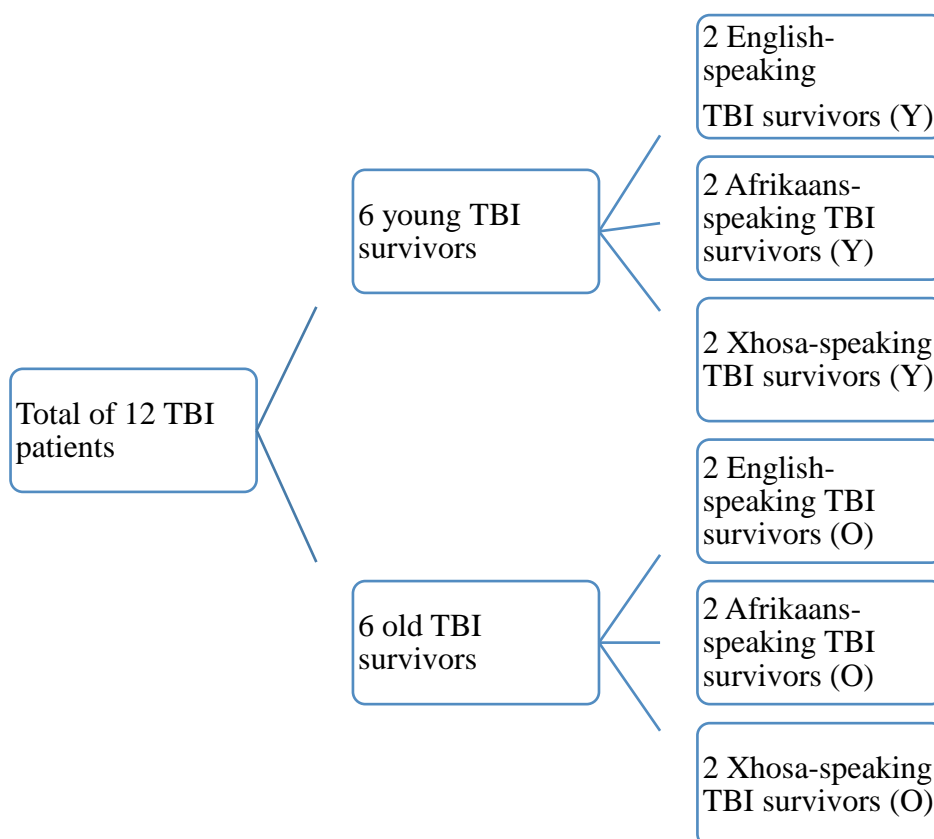 2 English-
speaking
TBI survivors (Y)
2 Afrikaans-
speaking TBI
survivors (Y)
6 young TBI
survivors
2 Xhosa-speaking
TBI survivors (Y)
Total of 12 TBI
patients
2 English-
speaking TBI
survivors (O)
2 Afrikaans-
speaking TBI
survivors (O)
6 old TBI
survivors
2 Xhosa-speaking
TBI survivors (O)